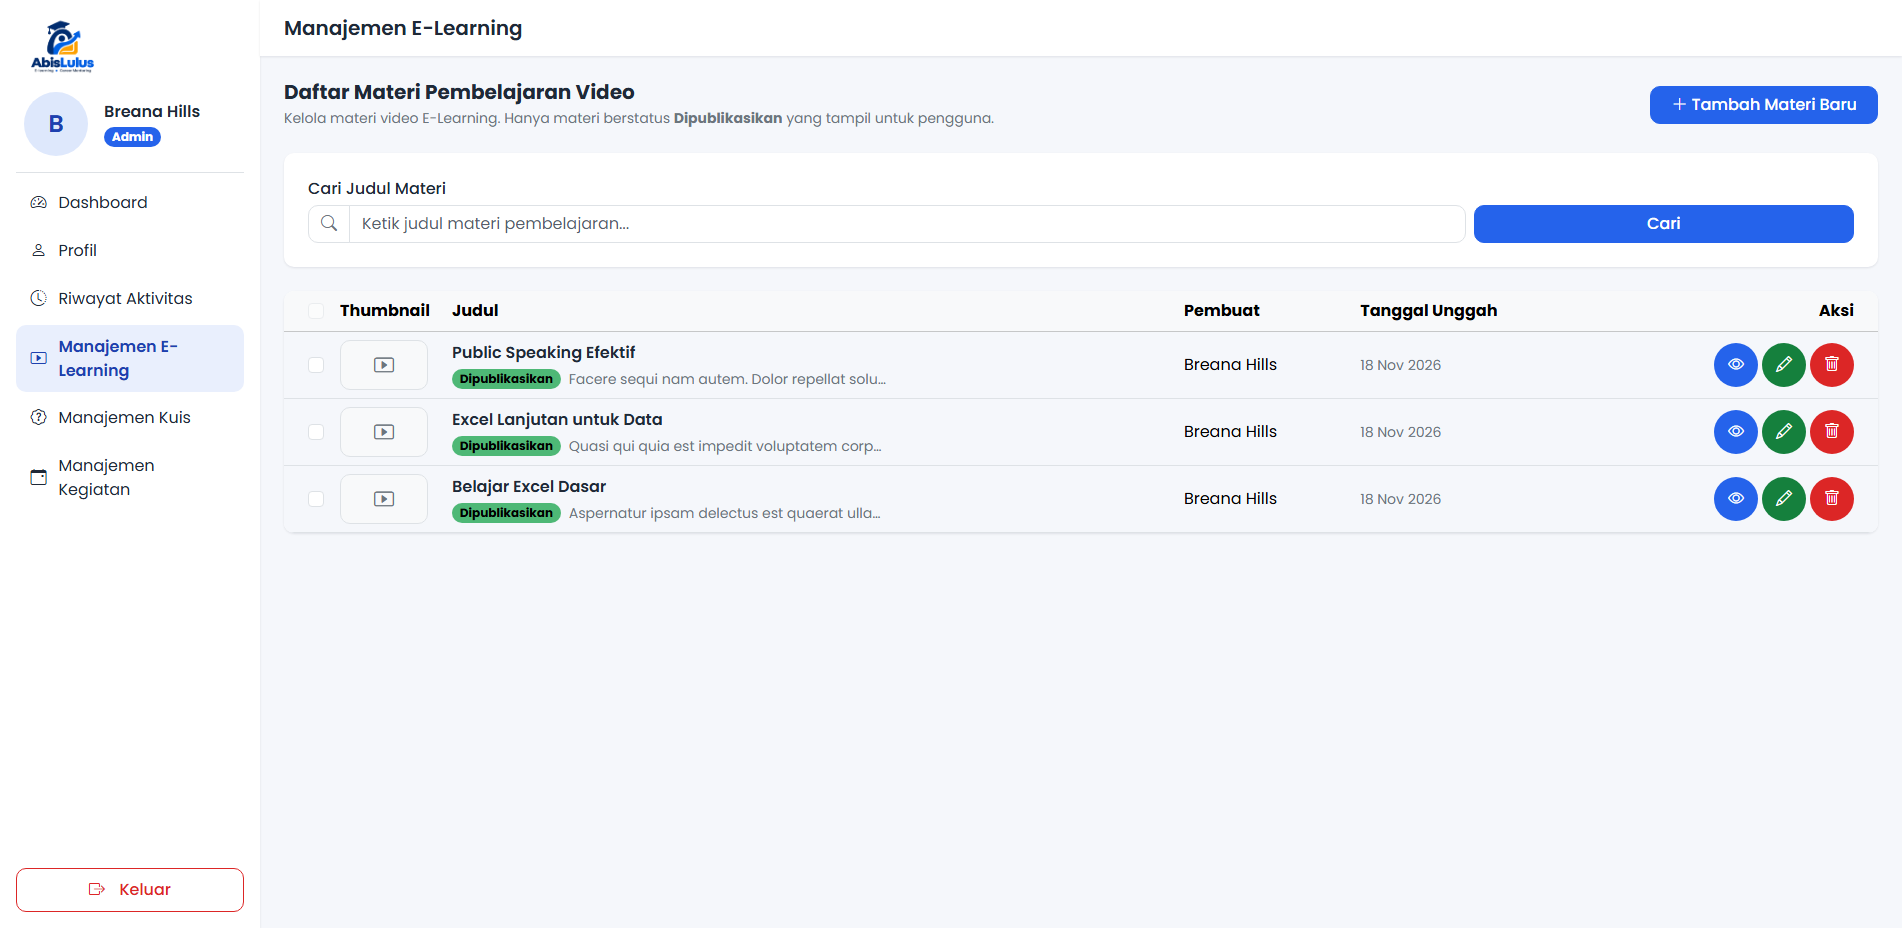 AbisLulus
B
Breana Hills
Admin
Dashboard
Profil
Riwayat Aktivitas
Manajemen E-
Learning
Manajemen Kuis
Manajemen
Kegiatan
Keluar
Manajemen E-Learning
Daftar Materi Pembelajaran Video
Kelola materi video E-Learning. Hanya materi berstatus Dipublikasikan yang tampil untuk pengguna.
+ Tambah Materi Baru
Cari Judul Materi
Ketik judul materi pembelajaran...
Cari
Thumbnail Judul Pembuat Tanggal Unggah Aksi
Public Speaking Efektif
Dipublikasikan Facere sequi nam autem. Dolor repellat solu...
Breana Hills 18 Nov 2026
Excel Lanjutan untuk Data
Dipublikasikan Quasi qui quia est impedit voluptatem corp...
Breana Hills 18 Nov 2026
Belajar Excel Dasar
Dipublikasikan Aspernatur ipsam delectus est quaerat ulla...
Breana Hills 18 Nov 2026